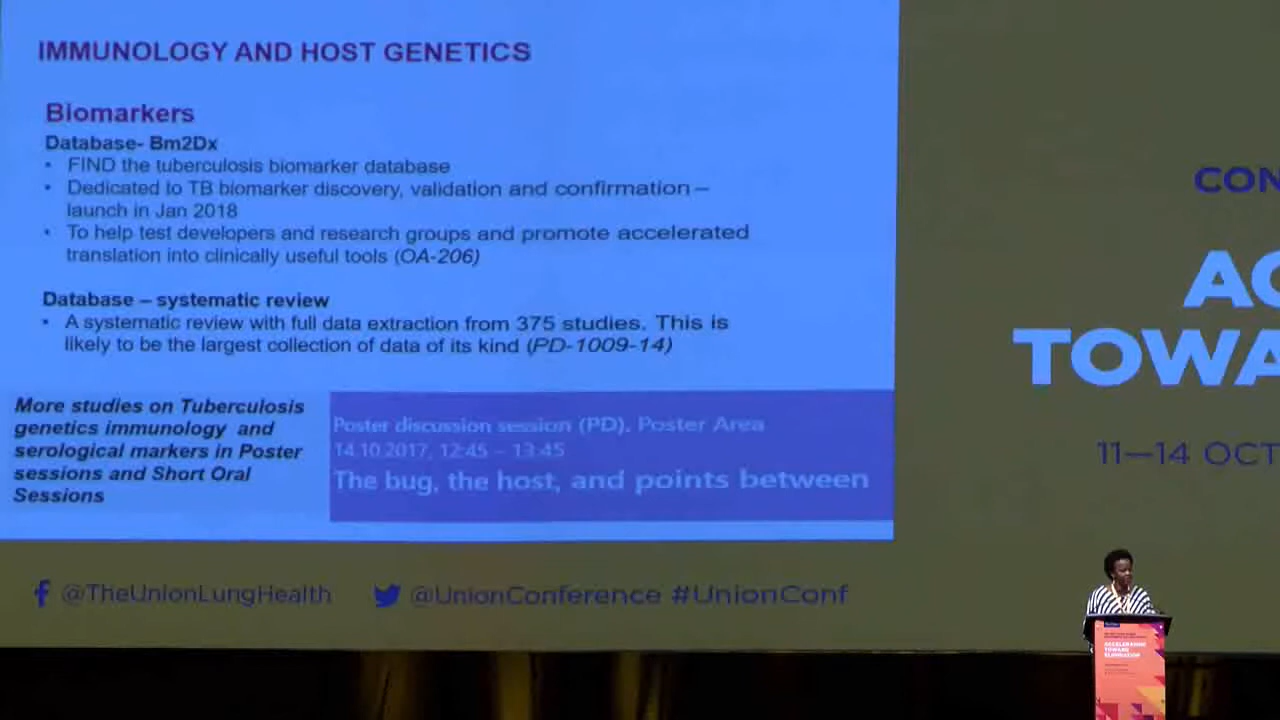 IMMUNOLOGY AND HOST GENETICS
Biomarkers
Database- Bm2Dx
• FIND the tuberculosis biomarker database
• Dedicated to TB biomarker discovery, validation and confirmation –
launch in Jan 2018
• To help test developers and research groups and promote accelerated
translation into clinically useful tools (OA-206)
Database – systematic review
• A systematic review with full data extraction from 375 studies. This is
likely to be the largest collection of data of its kind (PD-1009-14)
More studies on Tuberculosis
genetics immunology and
serological markers in Poster
sessions and Short Oral
Sessions
Poster discussion session (PD), Poster Area
14.10.2017, 12:45 – 13:45
The bug, the host, and points between
@TheUnionLungHealth
@UnionConference #UnionConf
CON
AC
TOWA
11—14 OCT
ACCELERATING
TOWARD
ELIMINATION